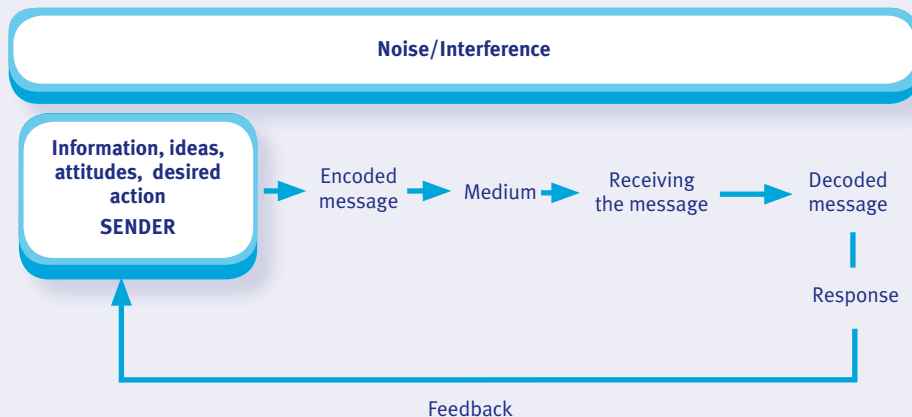 Noise/Interference
Information, ideas,
attitudes, desired
action
SENDER
Encoded
message
Medium
Receiving
the message
Decoded
message
Response
Feedback